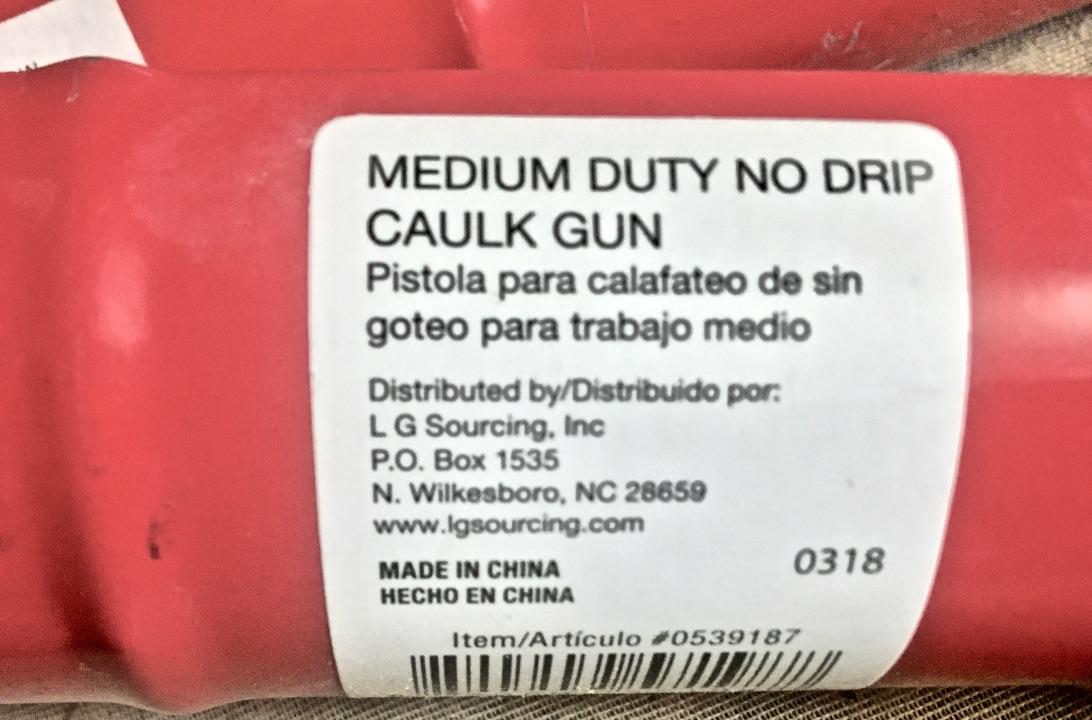 MEDIUM DUTY NO DRIP
CAULK GUN
Pistola para calafateo de sin
goteo para trabajo medio
Distributed by/Distribuido por:
L G Sourcing, Inc
P.O. Box 1535
N. Wilkesboro, NC 28659
www.lgsourcing.com
MADE IN CHINA
HECHO EN CHINA
0318
Item/Artículo #0539187